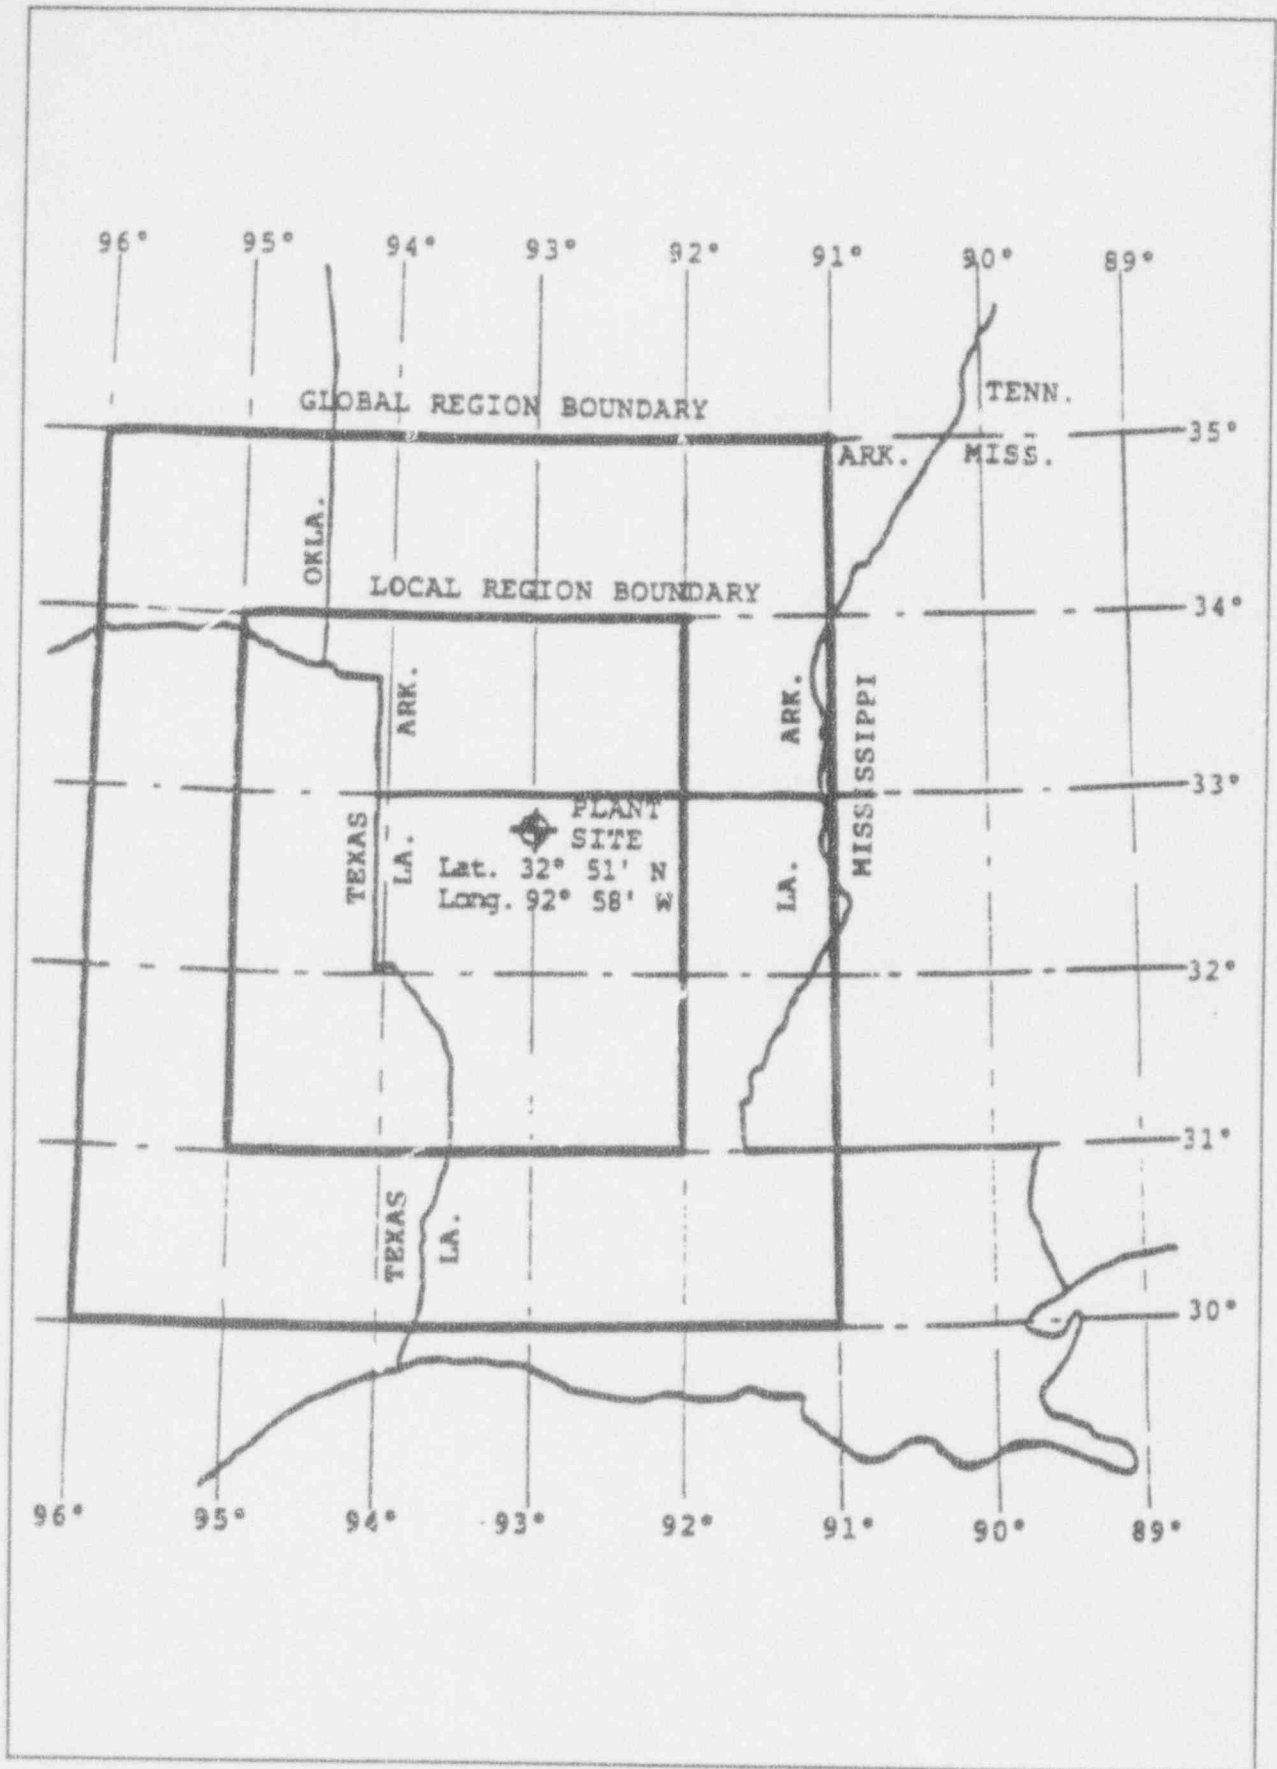 96° 95° 94° 93° 92° 91° 90° 89°
TENN.
GLOBAL REGION BOUNDARY
35°
ARK. MISS.
OKLA.
LOCAL REGION BOUNDARY
34°
ARK.
ARK.
MISSISSIPPI
33°
PLANT
SITE
TEXAS
LA.
Lat. 32° 51' N
Long. 92° 58'
LA.
32°
31°
TEXAS
LA.
30°
96° 95° 94° 93° 92° 91° 90° 89°